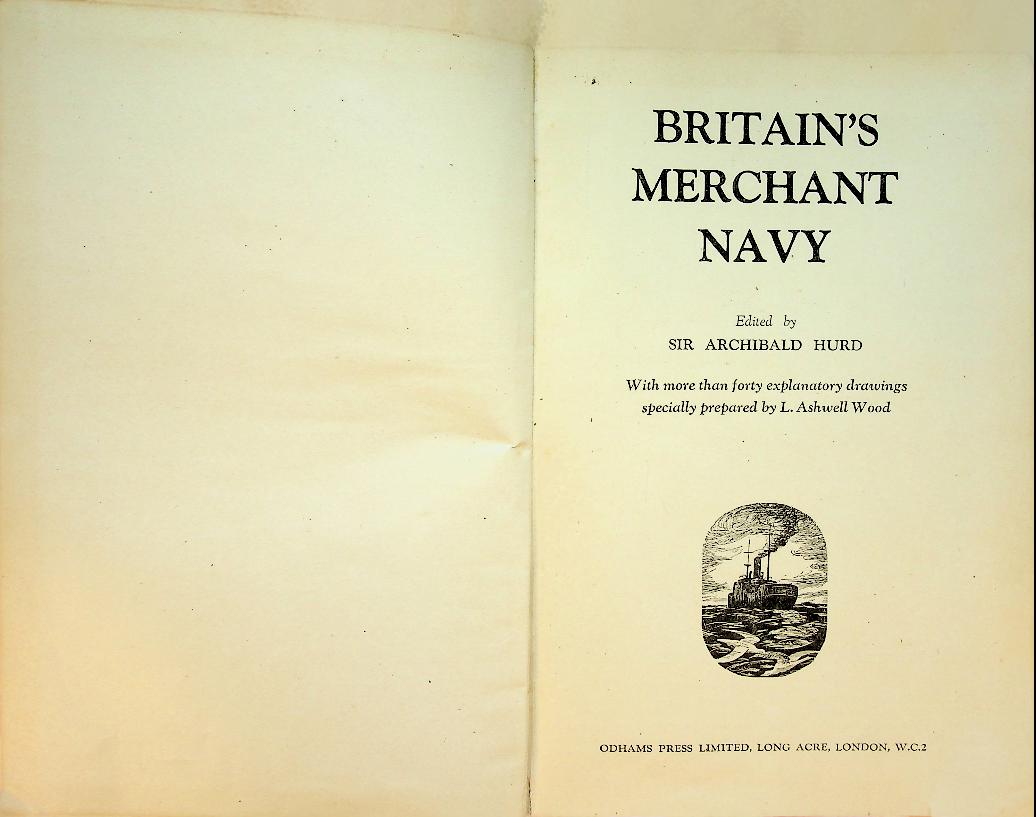 BRITAIN'S
MERCHANT
NAVY
Edited by
SIR ARCHIBALD HURD
With more than forty explanatory drawings
specially prepared by L. Ashwell Wood
ODHAMS PRESS LIMITED, LONG ACRE, LONDON, W.C.2